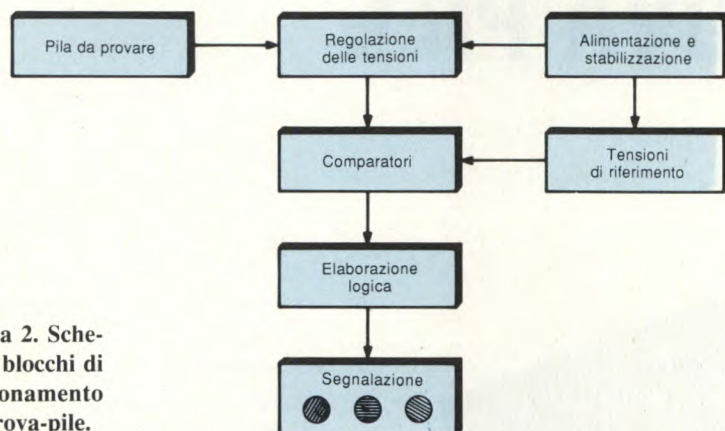 Pila da provare
Regolazione
delle tensioni
Alimentazione e
stabilizzazione
Comparatori
Tensioni
di riferimento
Elaborazione
logica
Segnalazione
a 2. Sche-
blocchi di
onamento
rova-pile.